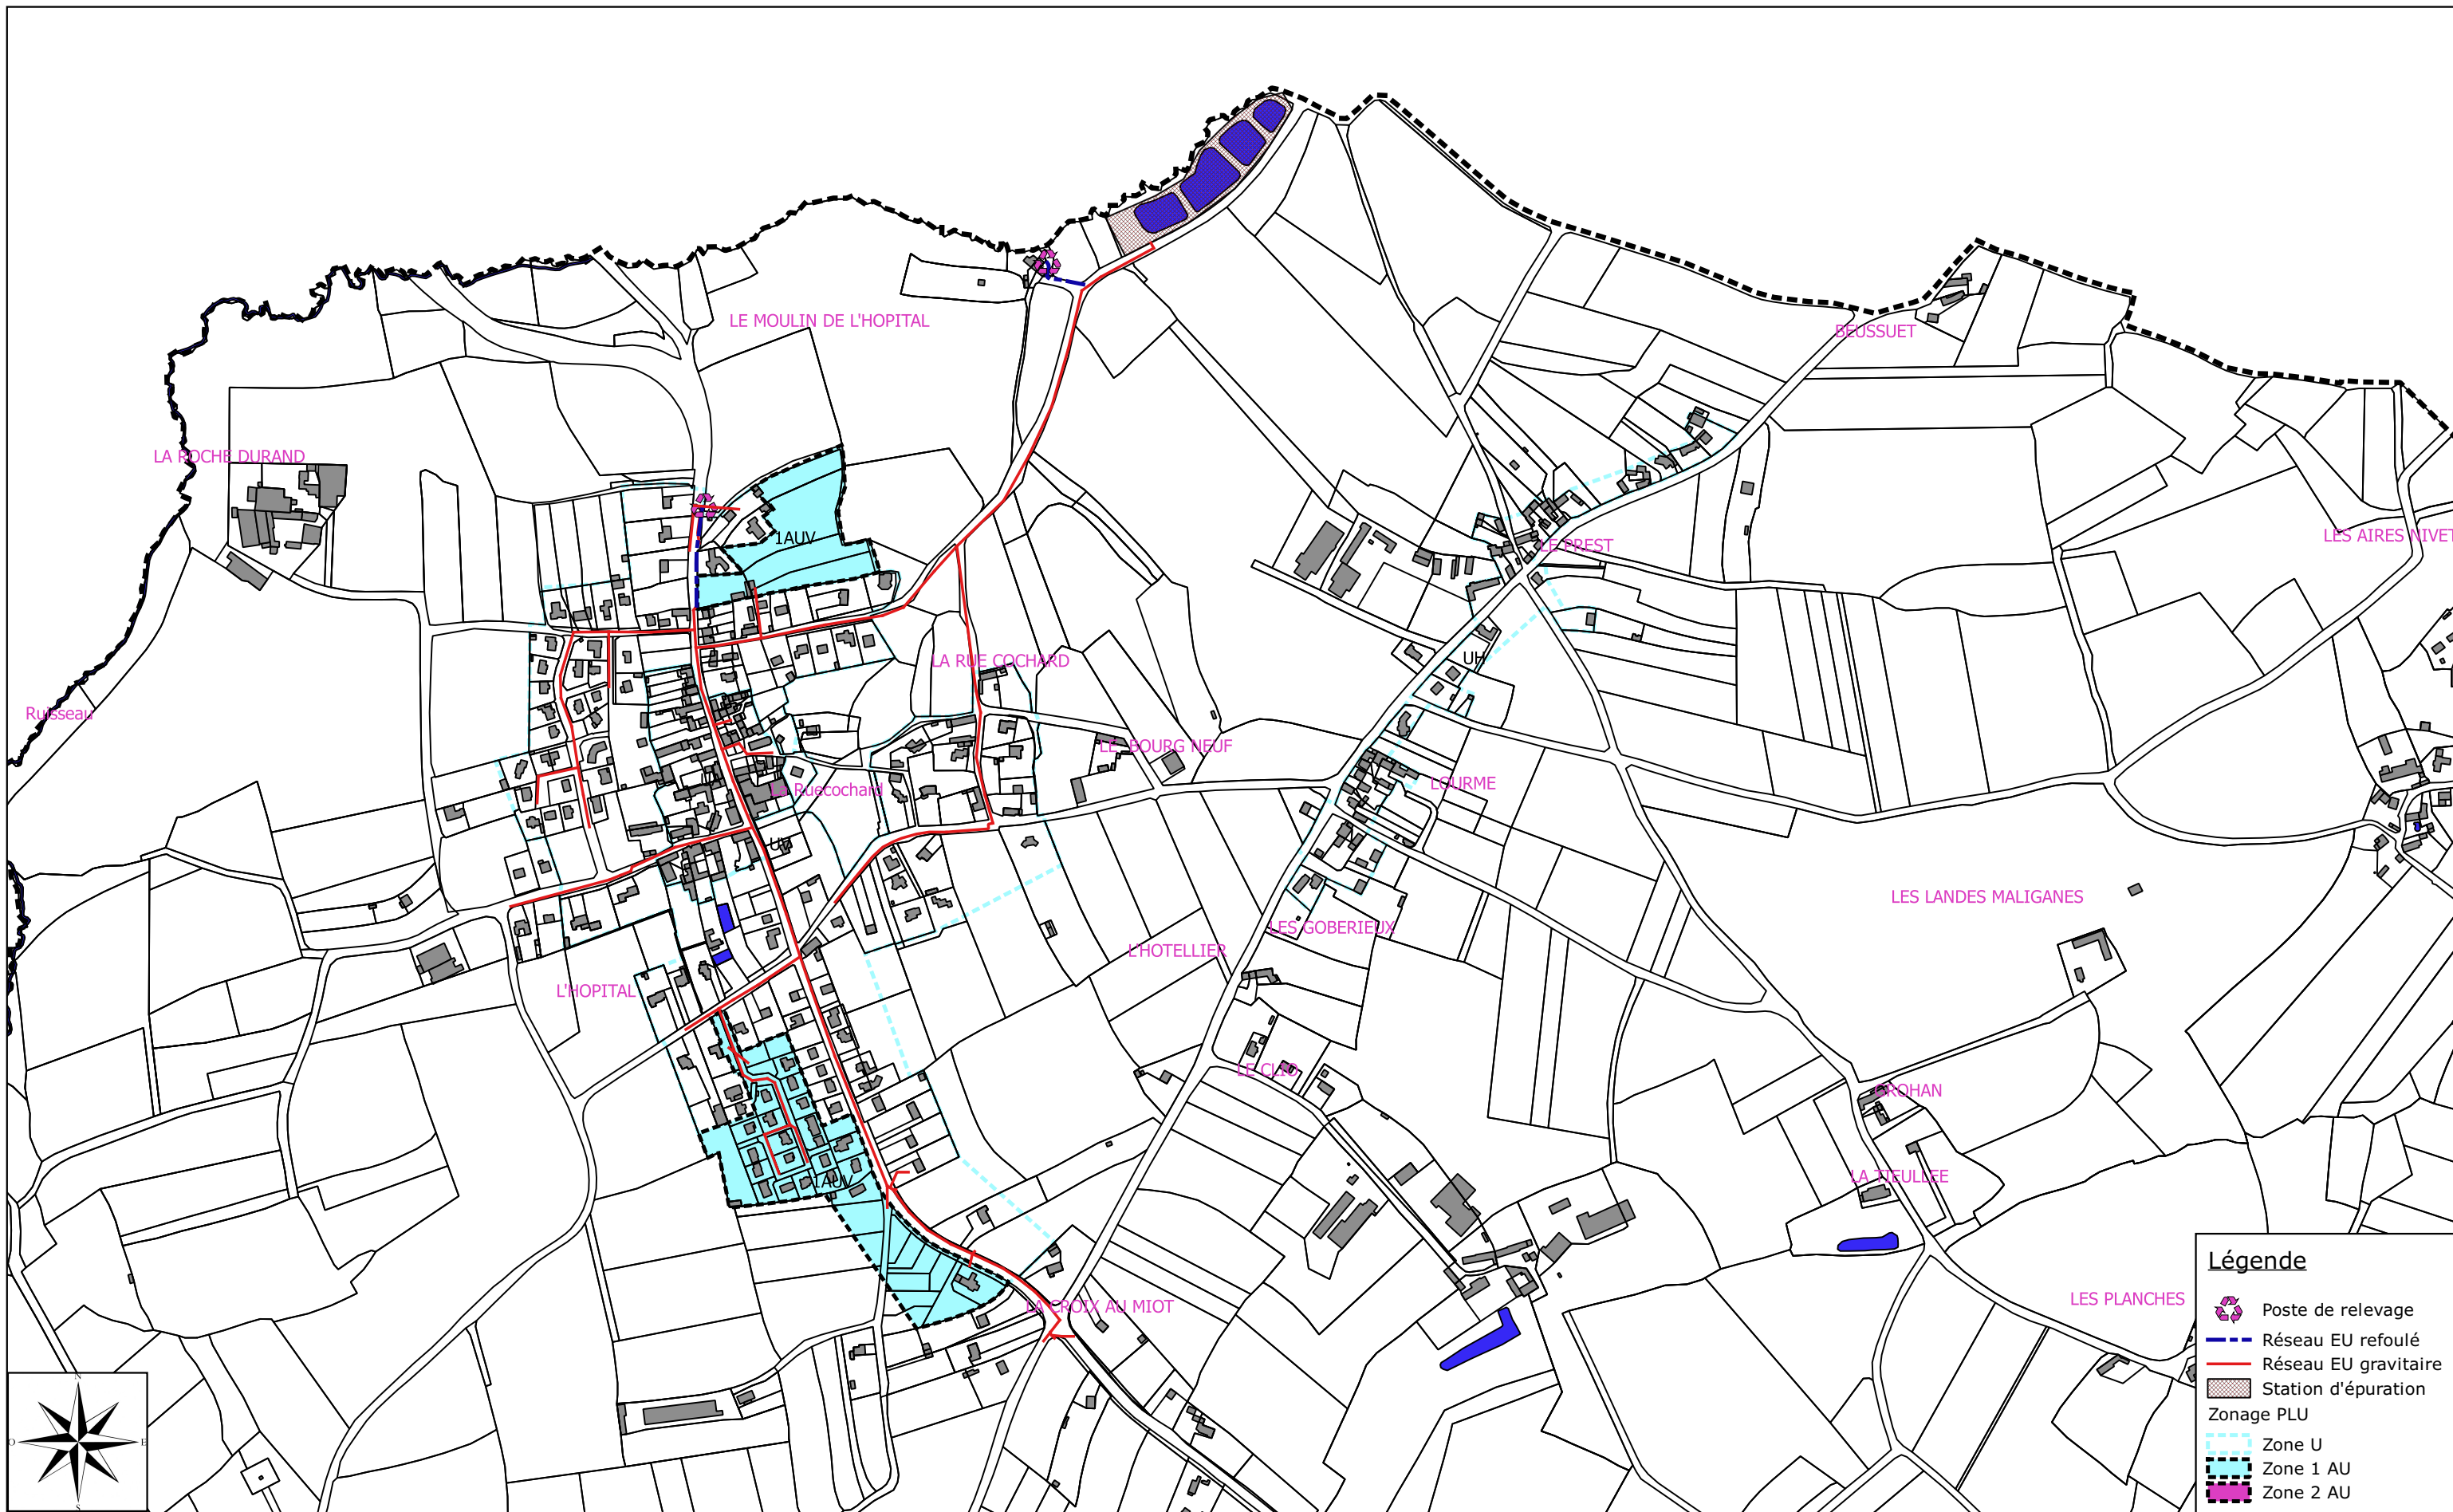 LE MOULIN DE L'HOPITAL
BEUSSUET
LA ROCHE DURAND
1AUV
LE PREST
LES AIRES NIVET
LA RUE COCHARD
UH
Ruisseau
LE BOURG NEUF
LOURME
La Ruecochard
LES LANDES MALIGANES
LES GOBERIEUX
L'HOTELLIER
L'HOPITAL
LE CLIO
GROHAN
LA TIEULLEE
1AUV
LA CROIX AU MIOT
LES PLANCHES
N
O
E
S
Légende
Poste de relevage
Réseau EU refoulé
Réseau EU gravitaire
Station d'épuration
Zonage PLU
Zone U
Zone 1 AU
Zone 2 AU